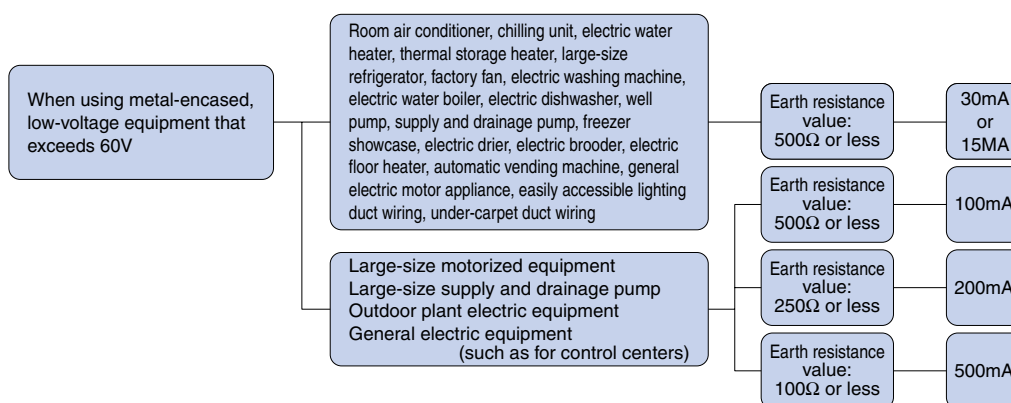 When using metal-encased,
low-voltage equipment that
exceeds 60V
Room air conditioner, chilling unit, electric water
heater, thermal storage heater, large-size
refrigerator, factory fan, electric washing machine,
electric water boiler, electric dishwasher, well
pump, supply and drainage pump, freezer
showcase, electric drier, electric brooder, electric
floor heater, automatic vending machine, general
electric motor appliance, easily accessible lighting
duct wiring, under-carpet duct wiring
Earth resistance
value:
500Ω or less
30mA
or
15MA
Large-size motorized equipment
Large-size supply and drainage pump
Outdoor plant electric equipment
General electric equipment
(such as for control centers)
Earth resistance
value:
500Ω or less
100mA
Earth resistance
value:
250Ω or less
200mA
Earth resistance
value:
100Ω or less
500mA